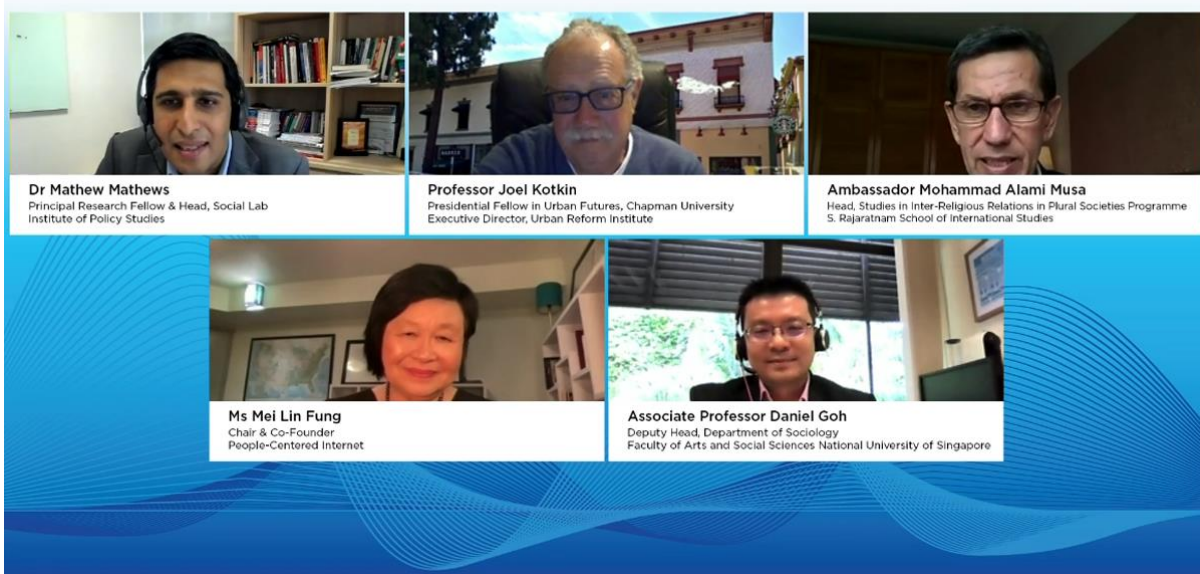 Dr Mathew Mathews
Principal Research Fellow & Head, Social Lab
Institute of Policy Studies
Professor Joel Kotkin
Presidential Fellow in Urban Futures, Chapman University
Executive Director, Urban Reform Institute
Ambassador Mohammad Alami Musa
Head, Studies in Inter-Religious Relations in Plural Societies Programme
S. Rajaratnam School of International Studies
Ms Mei Lin Fung
Chair & Co-Founder
People-Centered Internet
Associate Professor Daniel Goh
Deputy Head, Department of Sociology
Faculty of Arts and Social Sciences National University of Singapore